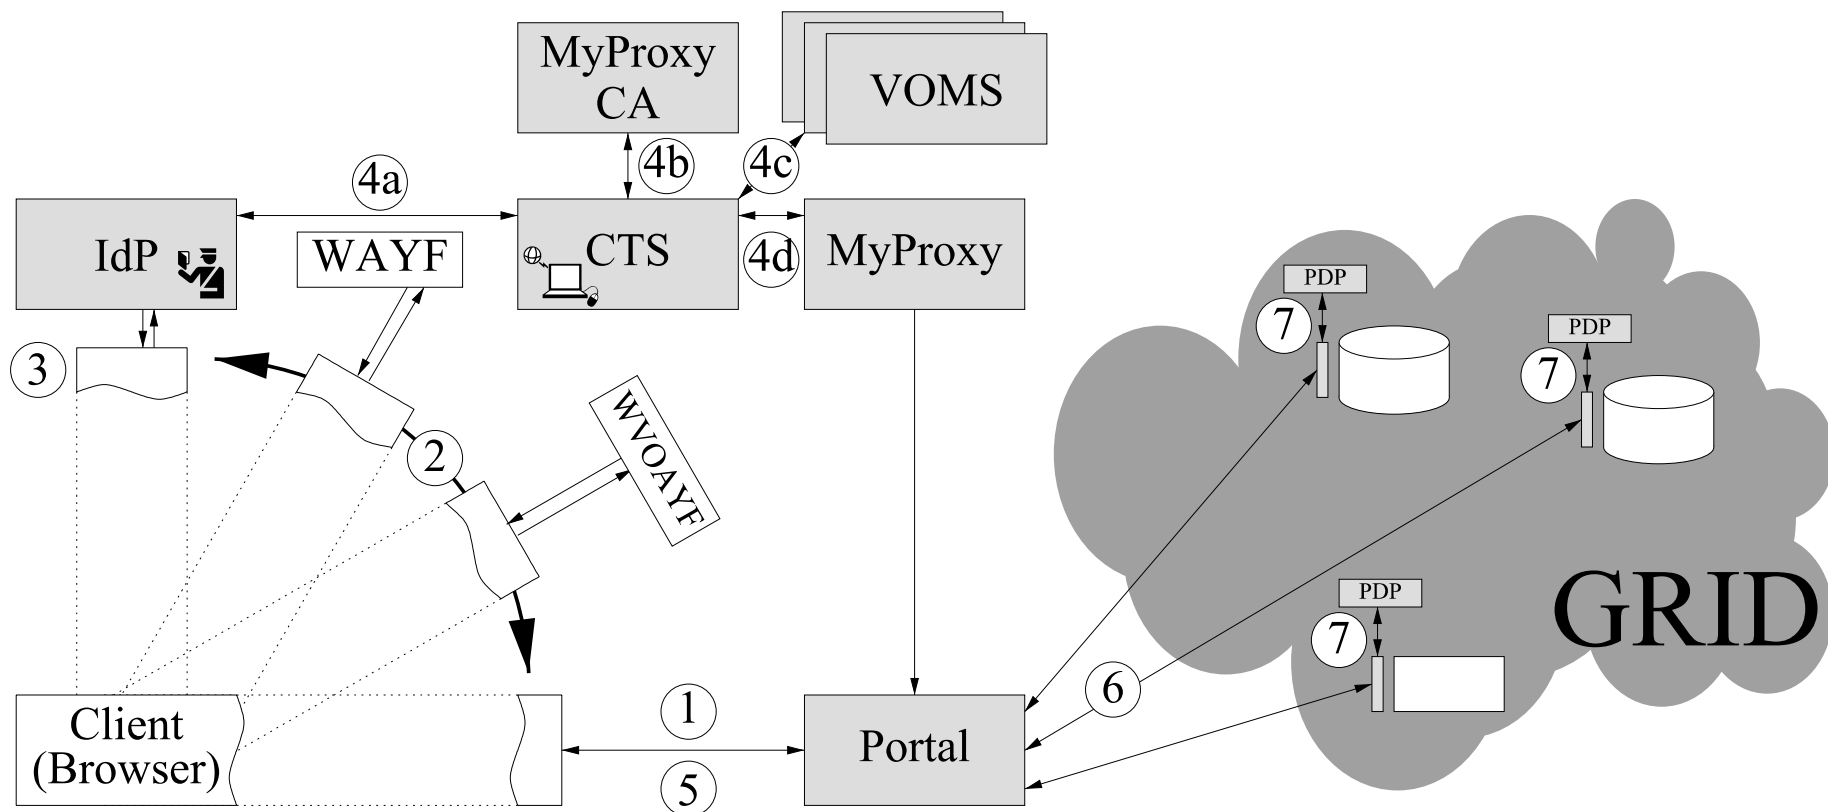 MyProxy
CA
VOMS
4b
4c
4a
IdP
WAYF
CTS
4d
MyProxy
PDP
7
PDP
7
3
2
WVOAYF
PDP
7
GRID
6
1
Client
(Browser)
Portal
5